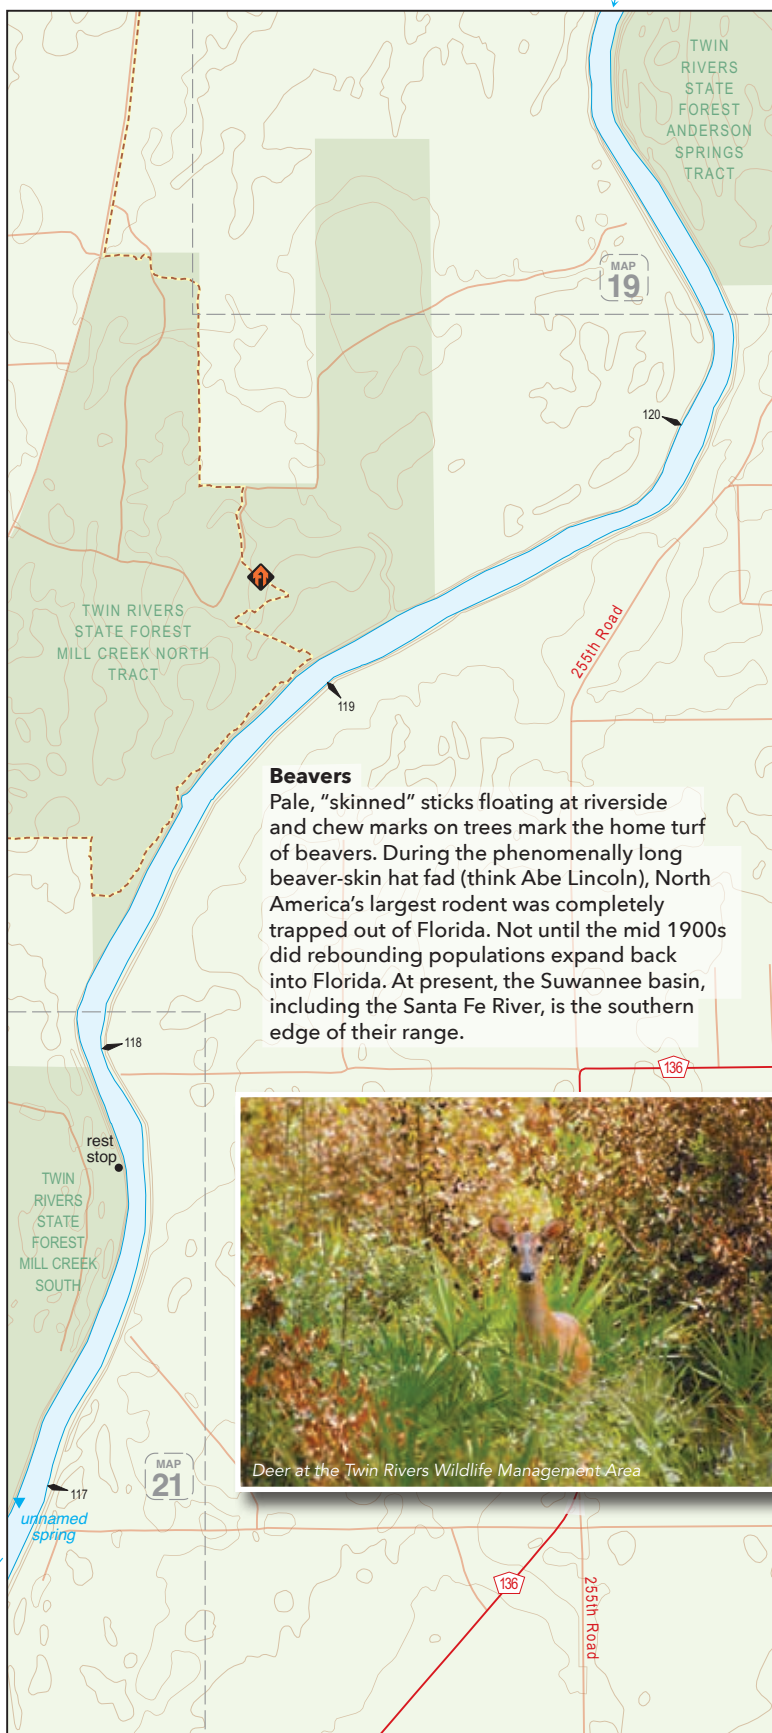 TWIN
RIVERS
STATE
FOREST
ANDERSON
SPRINGS
TRACT
MAP
19
120
TWIN RIVERS
STATE FOREST
MILL CREEK NORTH
TRACT
255th Road
119
Beavers
Pale, “skinned” sticks floating at riverside
and chew marks on trees mark the home turf
of beavers. During the phenomenally long
beaver-skin hat fad (think Abe Lincoln), North
America’s largest rodent was completely
trapped out of Florida. Not until the mid 1900s
did rebounding populations expand back
into Florida. At present, the Suwannee basin,
including the Santa Fe River, is the southern
edge of their range.
118
136
rest
stop
TWIN
RIVERS
STATE
FOREST
MILL CREEK
SOUTH
Deer at the Twin Rivers Wildlife Management Area
MAP
21
117
unnamed
spring
136
255th Road